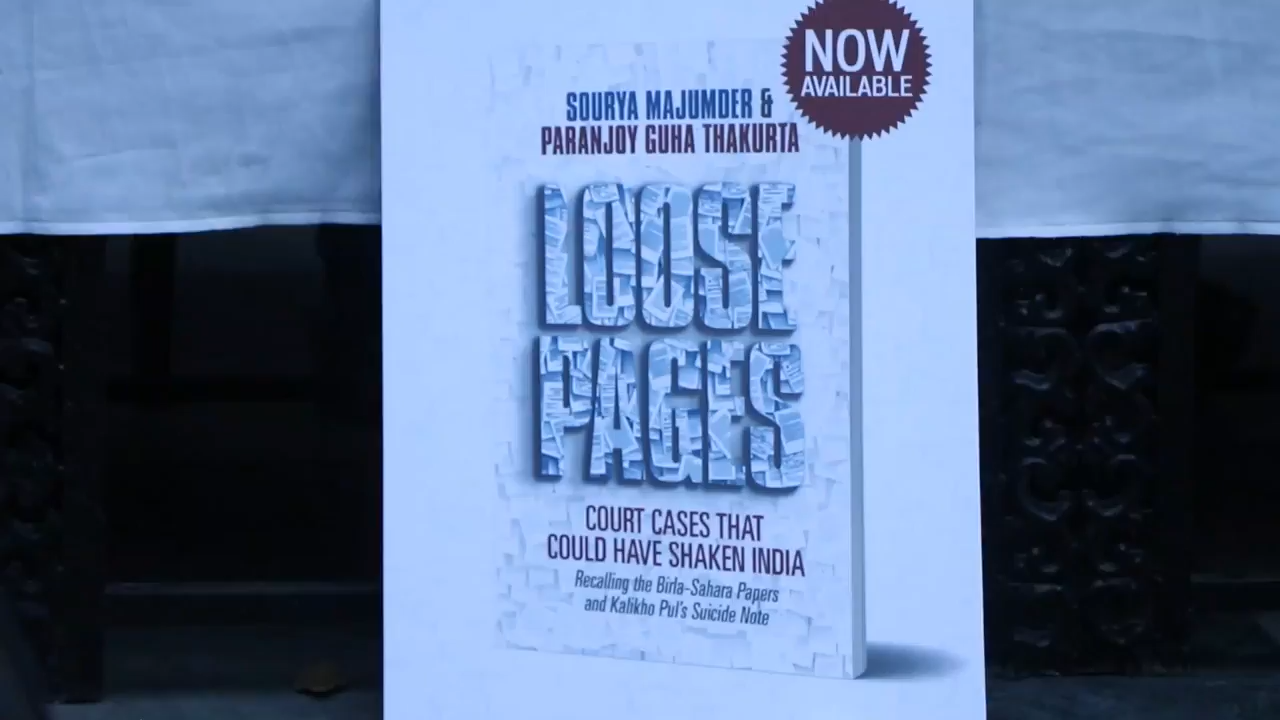 NOW
AVAILABLE
SOURYA MAJUMDER &
PARANJOY GUHA THAKURTA
LOOSE
PAGES
COURT CASES THAT
COULD HAVE SHAKEN INDIA
Recalling the Birla-Sahara Papers
and Kalikho Pul's Suicide Note